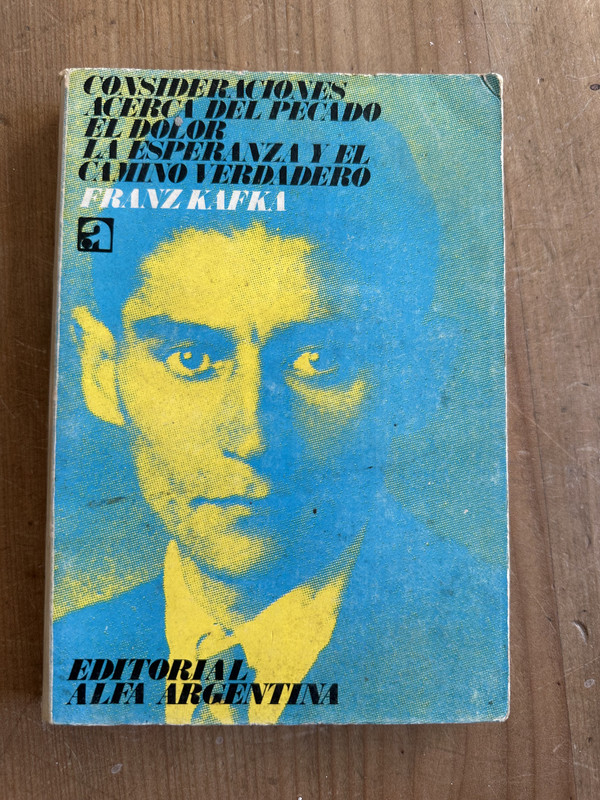 CONSIDERACIONES
ACERCA DEL PECADO
EL DOLOR
LA ESPERANZA Y EL
CAMINO VERDADERO
FRANZ KAFKA
a
EDITORIAL
ALFA ARGENTINA